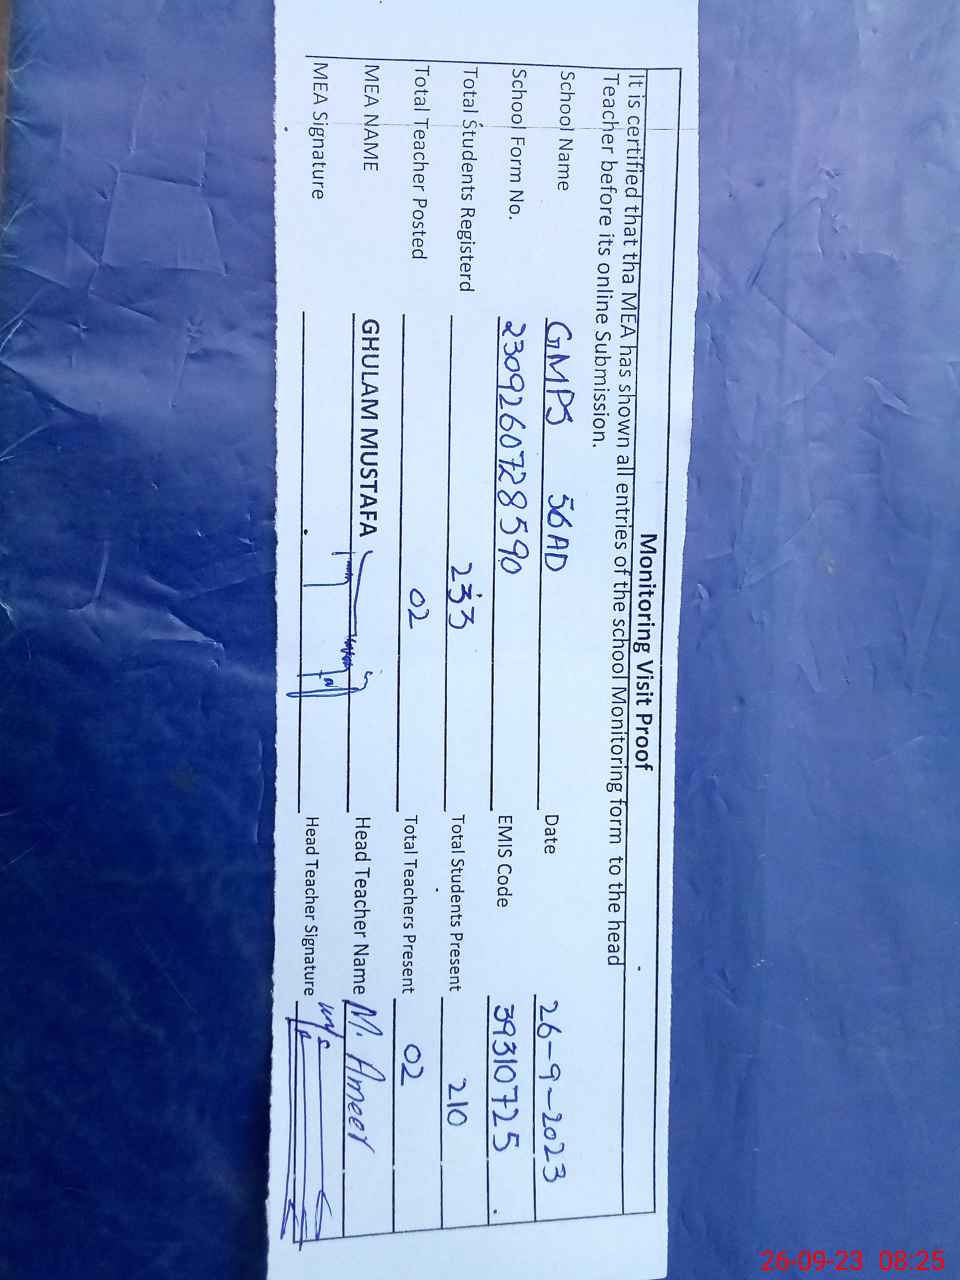 Monitoring Visit Proof
It is certified that tha MEA has shown all entries of the school Monitoring form to the head
Teacher before its online Submission.
School Name GMPS 56AD Date 26-9-2023
School Form No. 2309260728590 EMIS Code 39310725
Total Students Registerd 233 Total Students Present 210
Total Teacher Posted 02 Total Teachers Present 02
MEA NAME GHULAM MUSTAFA Head Teacher Name M. Ameer
MEA Signature Head Teacher Signature
26-09-23 08:25